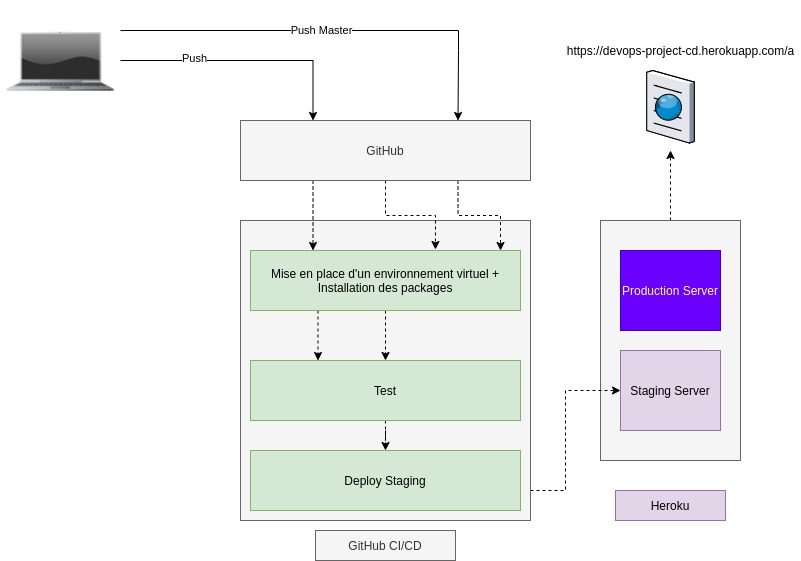 Push Master
Push
https://devops-project-cd.herokuapp.com/a
GitHub
Mise en place d'un environnement virtuel +
Installation des packages
Production Server
Test
Staging Server
Deploy Staging
Heroku
GitHub CI/CD